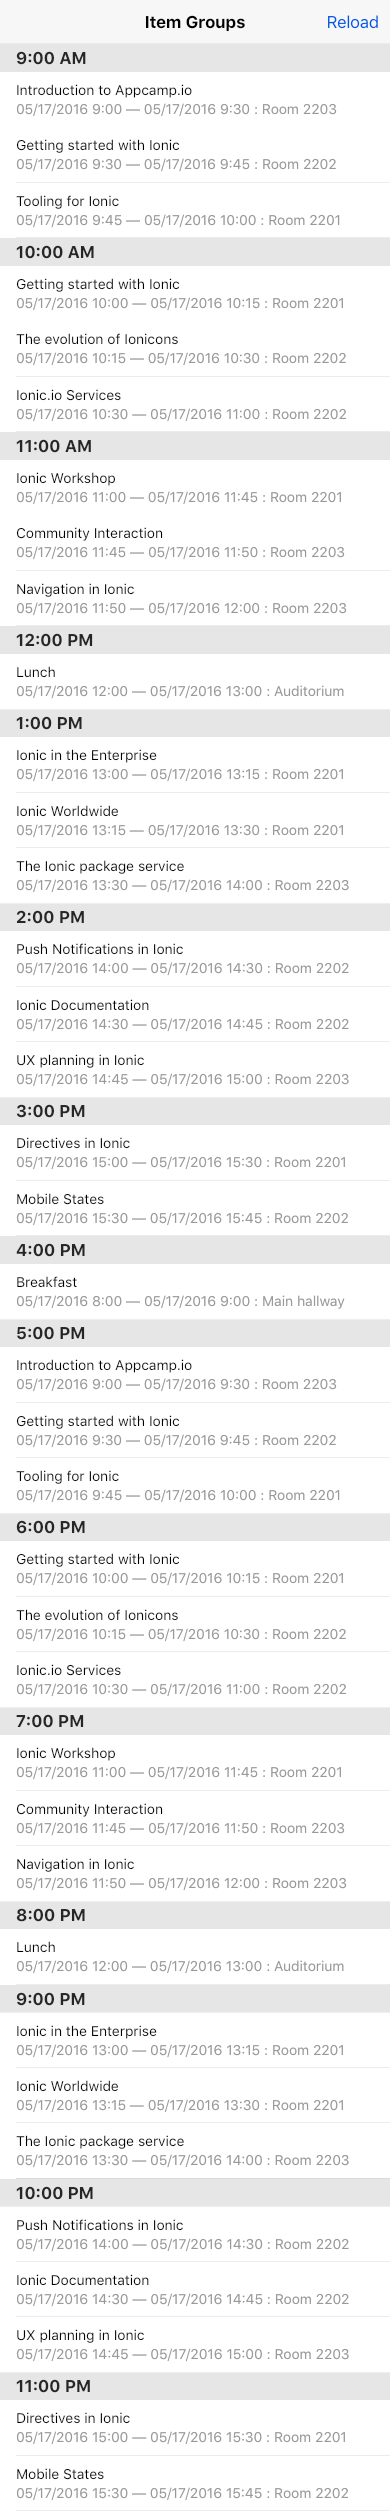 Item Groups
Reload
9:00 AM
Introduction to Appcamp.io
05/17/2016 9:00 — 05/17/2016 9:30 : Room 2203
Getting started with Ionic
05/17/2016 9:30 — 05/17/2016 9:45 : Room 2202
Tooling for Ionic
05/17/2016 9:45 — 05/17/2016 10:00 : Room 2201
10:00 AM
Getting started with Ionic
05/17/2016 10:00 — 05/17/2016 10:15 : Room 2201
The evolution of Ionicons
05/17/2016 10:15 — 05/17/2016 10:30 : Room 2202
Ionic.io Services
05/17/2016 10:30 — 05/17/2016 11:00 : Room 2202
11:00 AM
Ionic Workshop
05/17/2016 11:00 — 05/17/2016 11:45 : Room 2201
Community Interaction
05/17/2016 11:45 — 05/17/2016 11:50 : Room 2203
Navigation in Ionic
05/17/2016 11:50 — 05/17/2016 12:00 : Room 2203
12:00 PM
Lunch
05/17/2016 12:00 — 05/17/2016 13:00 : Auditorium
1:00 PM
Ionic in the Enterprise
05/17/2016 13:00 — 05/17/2016 13:15 : Room 2201
Ionic Worldwide
05/17/2016 13:15 — 05/17/2016 13:30 : Room 2201
The Ionic package service
05/17/2016 13:30 — 05/17/2016 14:00 : Room 2203
2:00 PM
Push Notifications in Ionic
05/17/2016 14:00 — 05/17/2016 14:30 : Room 2202
Ionic Documentation
05/17/2016 14:30 — 05/17/2016 14:45 : Room 2202
UX planning in Ionic
05/17/2016 14:45 — 05/17/2016 15:00 : Room 2203
3:00 PM
Directives in Ionic
05/17/2016 15:00 — 05/17/2016 15:30 : Room 2201
Mobile States
05/17/2016 15:30 — 05/17/2016 15:45 : Room 2202
4:00 PM
Breakfast
05/17/2016 8:00 — 05/17/2016 9:00 : Main hallway
5:00 PM
Introduction to Appcamp.io
05/17/2016 9:00 — 05/17/2016 9:30 : Room 2203
Getting started with Ionic
05/17/2016 9:30 — 05/17/2016 9:45 : Room 2202
Tooling for Ionic
05/17/2016 9:45 — 05/17/2016 10:00 : Room 2201
6:00 PM
Getting started with Ionic
05/17/2016 10:00 — 05/17/2016 10:15 : Room 2201
The evolution of Ionicons
05/17/2016 10:15 — 05/17/2016 10:30 : Room 2202
Ionic.io Services
05/17/2016 10:30 — 05/17/2016 11:00 : Room 2202
7:00 PM
Ionic Workshop
05/17/2016 11:00 — 05/17/2016 11:45 : Room 2201
Community Interaction
05/17/2016 11:45 — 05/17/2016 11:50 : Room 2203
Navigation in Ionic
05/17/2016 11:50 — 05/17/2016 12:00 : Room 2203
8:00 PM
Lunch
05/17/2016 12:00 — 05/17/2016 13:00 : Auditorium
9:00 PM
Ionic in the Enterprise
05/17/2016 13:00 — 05/17/2016 13:15 : Room 2201
Ionic Worldwide
05/17/2016 13:15 — 05/17/2016 13:30 : Room 2201
The Ionic package service
05/17/2016 13:30 — 05/17/2016 14:00 : Room 2203
10:00 PM
Push Notifications in Ionic
05/17/2016 14:00 — 05/17/2016 14:30 : Room 2202
Ionic Documentation
05/17/2016 14:30 — 05/17/2016 14:45 : Room 2202
UX planning in Ionic
05/17/2016 14:45 — 05/17/2016 15:00 : Room 2203
11:00 PM
Directives in Ionic
05/17/2016 15:00 — 05/17/2016 15:30 : Room 2201
Mobile States
05/17/2016 15:30 — 05/17/2016 15:45 : Room 2202